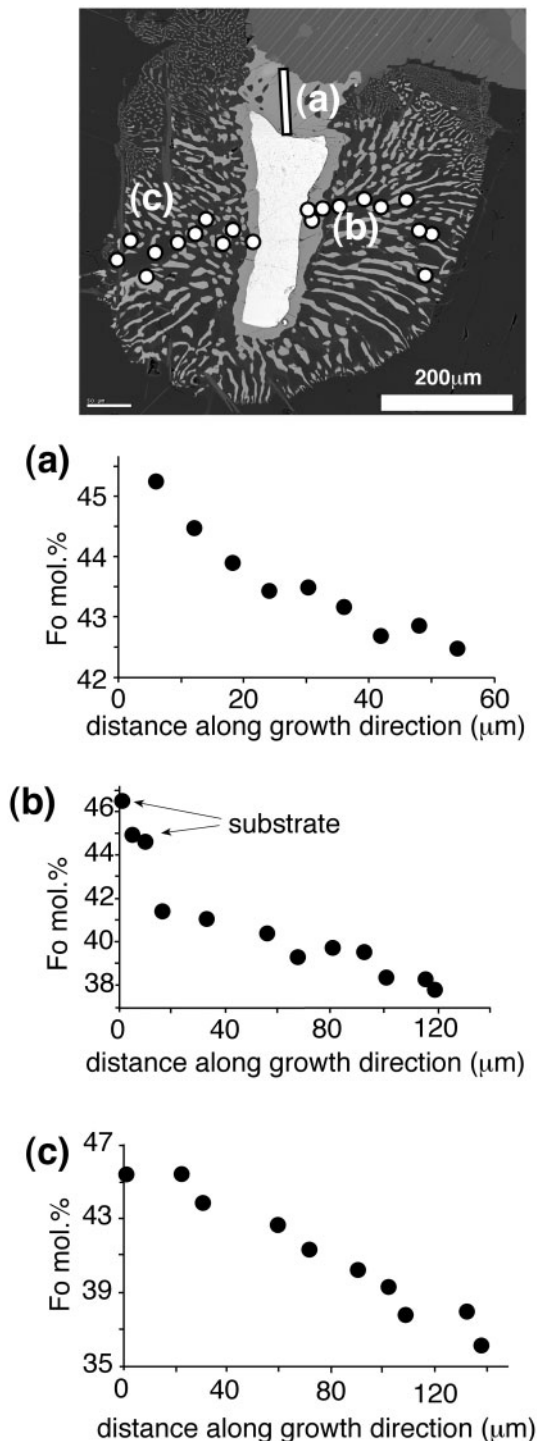 (a)
(c)
(b)
200μm
(a)
45
44
43
42
Fo mol.%
0 20 40 60
distance along growth direction (μm)
(b)
46
44
42
40
38
Fo mol.%
substrate
0 40 80 120
distance along growth direction (μm)
(c)
47
43
39
35
Fo mol.%
0 40 80 120
distance along growth direction (μm)